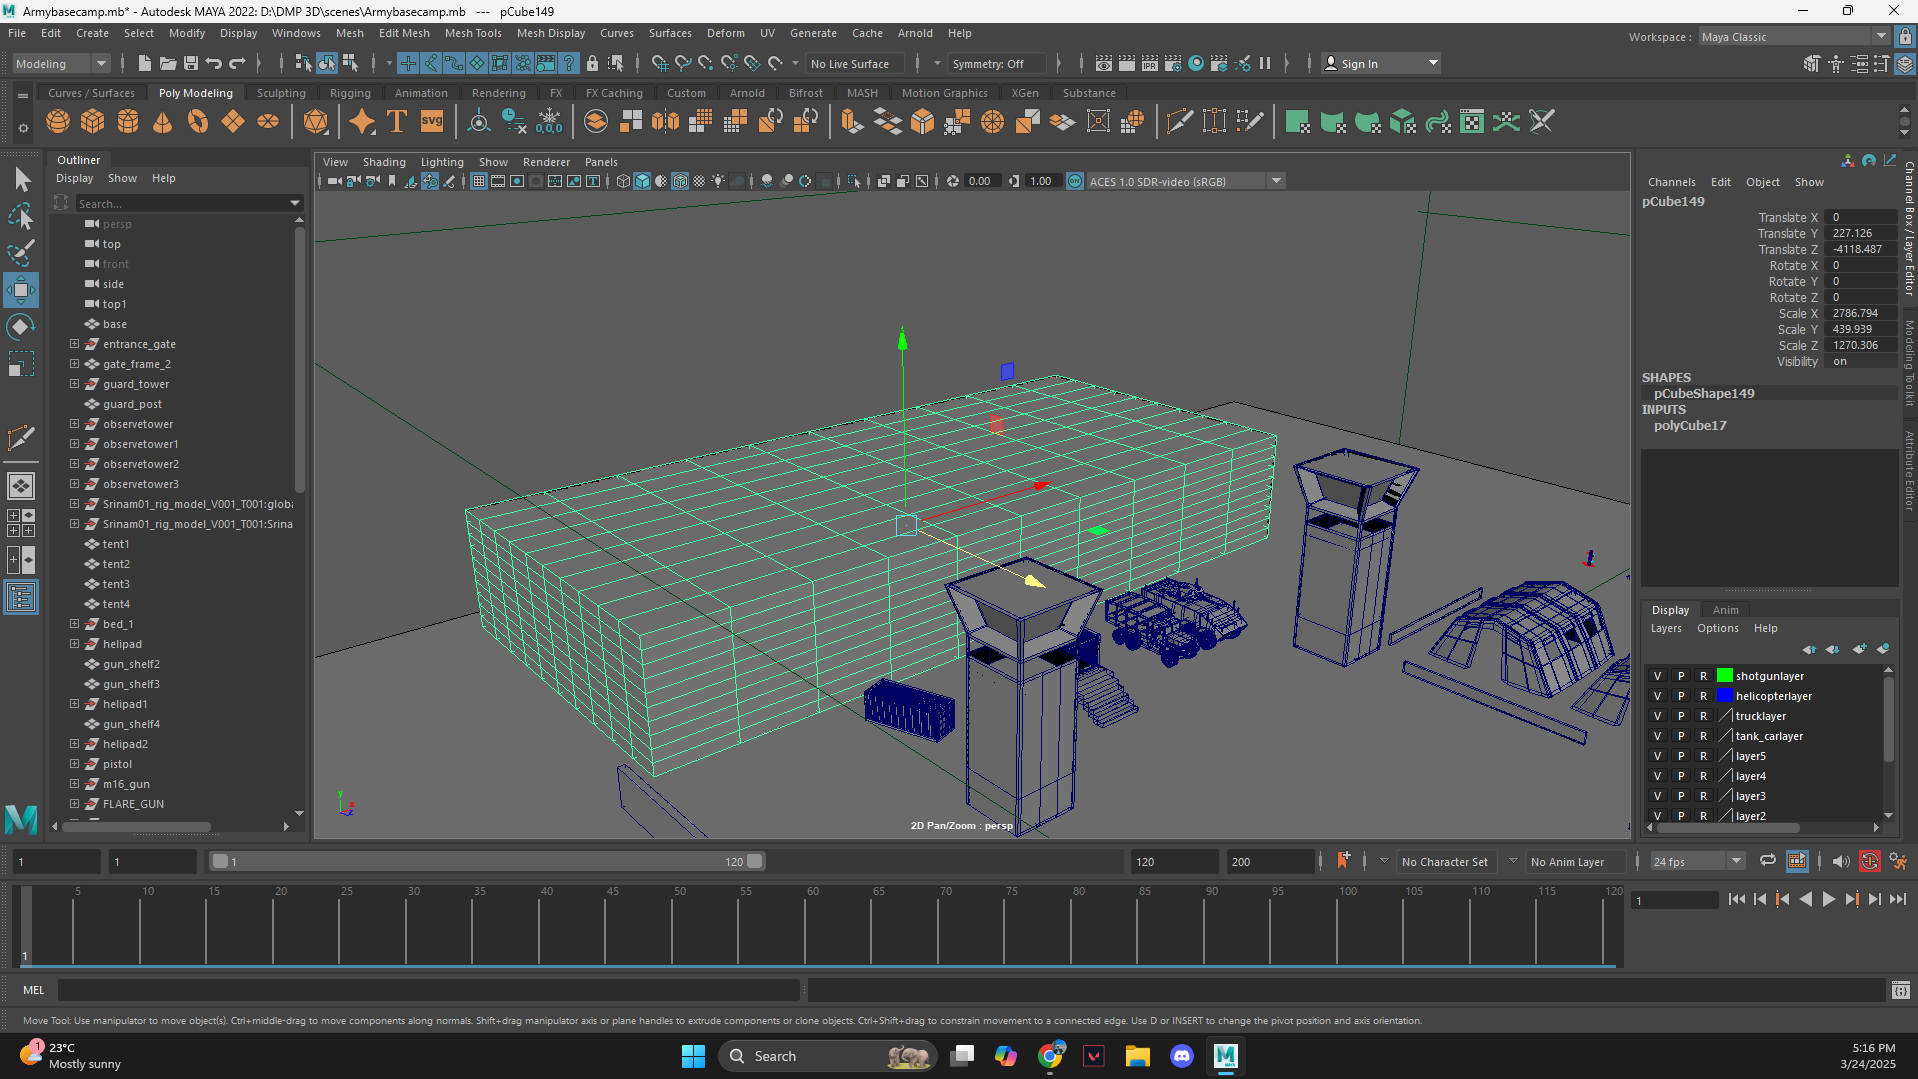 Armybasecamp.mb* - Autodesk MAYA 2022: D:\DMP 3D\scenes\Armybasecamp.mb --- pCube149
File Edit Create Select Modify Display Windows Mesh Edit Mesh Mesh Tools Mesh Display Curves Surfaces Deform UV Generate Cache Arnold Help
Workspace : Maya Classic
Modeling No Live Surface Symmetry: Off Sign In
Curves / Surfaces Poly Modeling Sculpting Rigging Animation Rendering FX FX Caching Custom Arnold Bifrost MASH Motion Graphics XGen Substance
Outliner
Display Show Help
Search...
persp
top
front
side
top1
base
entrance_gate
gate_frame_2
guard_tower
guard_post
observetower
observetower1
observetower2
observetower3
Srinam01_rig_model_V001_T001:globa
Srinam01_rig_model_V001_T001:Srina
tent1
tent2
tent3
tent4
bed_1
helipad
gun_shelf2
gun_shelf3
helipad1
gun_shelf4
helipad2
pistol
m16_gun
FLARE_GUN
View Shading Lighting Show Renderer Panels
0.00 1.00 ACES 1.0 SDR-video (sRGB)
2D Pan/Zoom : persp
Channels Edit Object Show
pCube149
Translate X 0
Translate Y 227.126
Translate Z -4118.487
Rotate X 0
Rotate Y 0
Rotate Z 0
Scale X 2786.794
Scale Y 439.939
Scale Z 1270.306
Visibility on
SHAPES
pCubeShape149
INPUTS
polyCube17
Channel Box / Layer Editor
Modeling Toolkit
Attribute Editor
Display Anim
Layers Options Help
V P R shotgunlayer
V P R helicopterlayer
V P R trucklayer
V P R tank_carlayer
V P R layer5
V P R layer4
V P R layer3
V P R layer2
1 1 1 120 120 200 No Character Set No Anim Layer 24 fps
5 10 15 20 25 30 35 40 45 50 55 60 65 70 75 80 85 90 95 100 105 110 115 120
1
1
MEL
Move Tool: Use manipulator to move object(s). Ctrl+middle-drag to move components along normals. Shift+drag manipulator axis or plane handles to extrude components or clone objects. Ctrl+Shift+drag to constrain movement to a connected edge. Use D or INSERT to change the pivot position and axis orientation.
1
23°C
Mostly sunny
Search
5:16 PM
3/24/2025